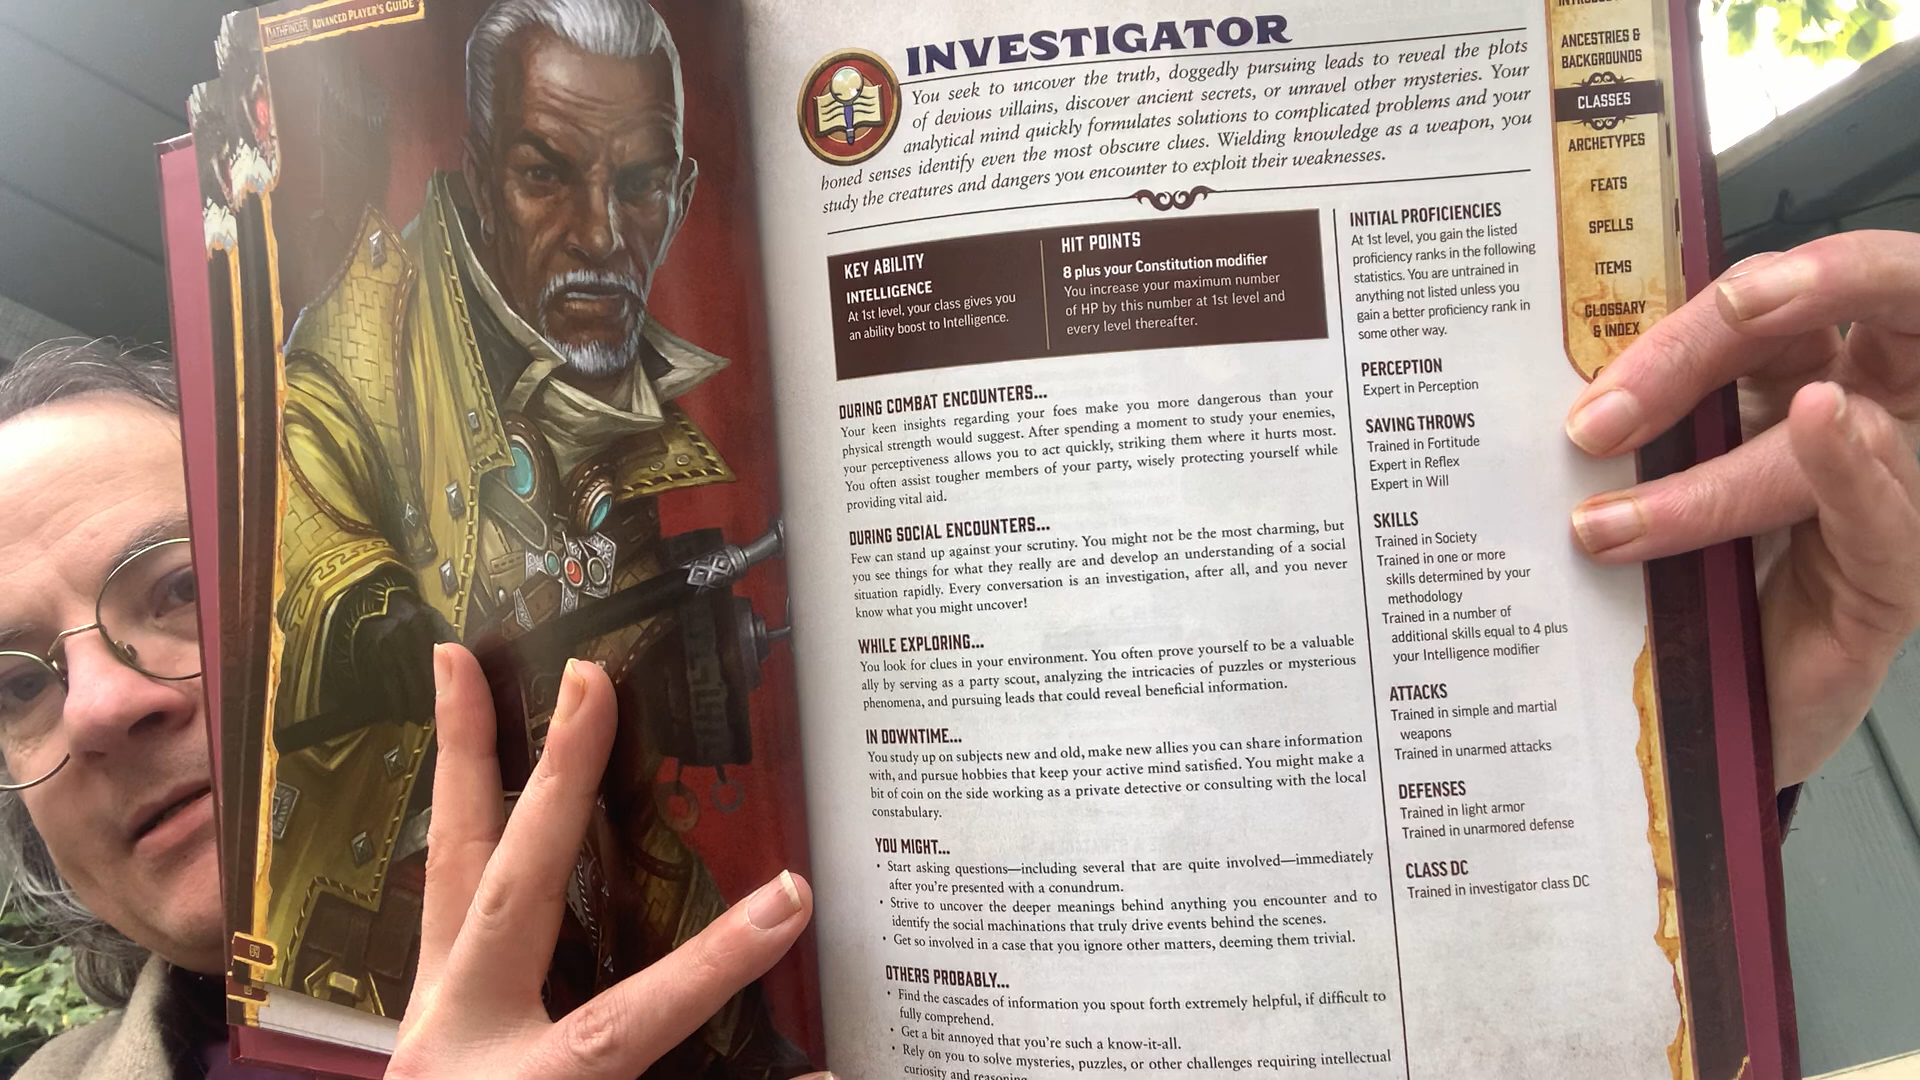 PATHFINDER ADVANCED PLAYER'S GUIDE
INVESTIGATOR
You seek to uncover the truth, doggedly pursuing leads to reveal the plots
of devious villains, discover ancient secrets, or unravel other mysteries. Your
analytical mind quickly formulates solutions to complicated problems and your
honed senses identify even the most obscure clues. Wielding knowledge as a weapon, you
study the creatures and dangers you encounter to exploit their weaknesses.
KEY ABILITY
INTELLIGENCE
At 1st level, your class gives you
an ability boost to Intelligence.
HIT POINTS
8 plus your Constitution modifier
You increase your maximum number
of HP by this number at 1st level and
every level thereafter.
DURING COMBAT ENCOUNTERS...
Your keen insights regarding your foes make you more dangerous than your
physical strength would suggest. After spending a moment to study your enemies,
your perceptiveness allows you to act quickly, striking them where it hurts most.
You often assist tougher members of your party, wisely protecting yourself while
providing vital aid.
DURING SOCIAL ENCOUNTERS...
Few can stand up against your scrutiny. You might not be the most charming, but
you see things for what they really are and develop an understanding of a social
situation rapidly. Every conversation is an investigation, after all, and you never
know what you might uncover!
WHILE EXPLORING...
You look for clues in your environment. You often prove yourself to be a valuable
ally by serving as a party scout, analyzing the intricacies of puzzles or mysterious
phenomena, and pursuing leads that could reveal beneficial information.
IN DOWNTIME...
You study up on subjects new and old, make new allies you can share information
with, and pursue hobbies that keep your active mind satisfied. You might make a
bit of coin on the side working as a private detective or consulting with the local
constabulary.
YOU MIGHT...
• Start asking questions—including several that are quite involved—immediately
after you're presented with a conundrum.
• Strive to uncover the deeper meanings behind anything you encounter and to
identify the social machinations that truly drive events behind the scenes.
• Get so involved in a case that you ignore other matters, deeming them trivial.
OTHERS PROBABLY...
• Find the cascades of information you spout forth extremely helpful, if difficult to
fully comprehend.
• Get a bit annoyed that you're such a know-it-all.
• Rely on you to solve mysteries, puzzles, or other challenges requiring intellectual
curiosity and reasoning.
INITIAL PROFICIENCIES
At 1st level, you gain the listed
proficiency ranks in the following
statistics. You are untrained in
anything not listed unless you
gain a better proficiency rank in
some other way.
PERCEPTION
Expert in Perception
SAVING THROWS
Trained in Fortitude
Expert in Reflex
Expert in Will
SKILLS
Trained in Society
Trained in one or more
skills determined by your
methodology
Trained in a number of
additional skills equal to 4 plus
your Intelligence modifier
ATTACKS
Trained in simple and martial
weapons
Trained in unarmed attacks
DEFENSES
Trained in light armor
Trained in unarmored defense
CLASS DC
Trained in investigator class DC
ANCESTRIES &
BACKGROUNDS
CLASSES
ARCHETYPES
FEATS
SPELLS
ITEMS
GLOSSARY
& INDEX